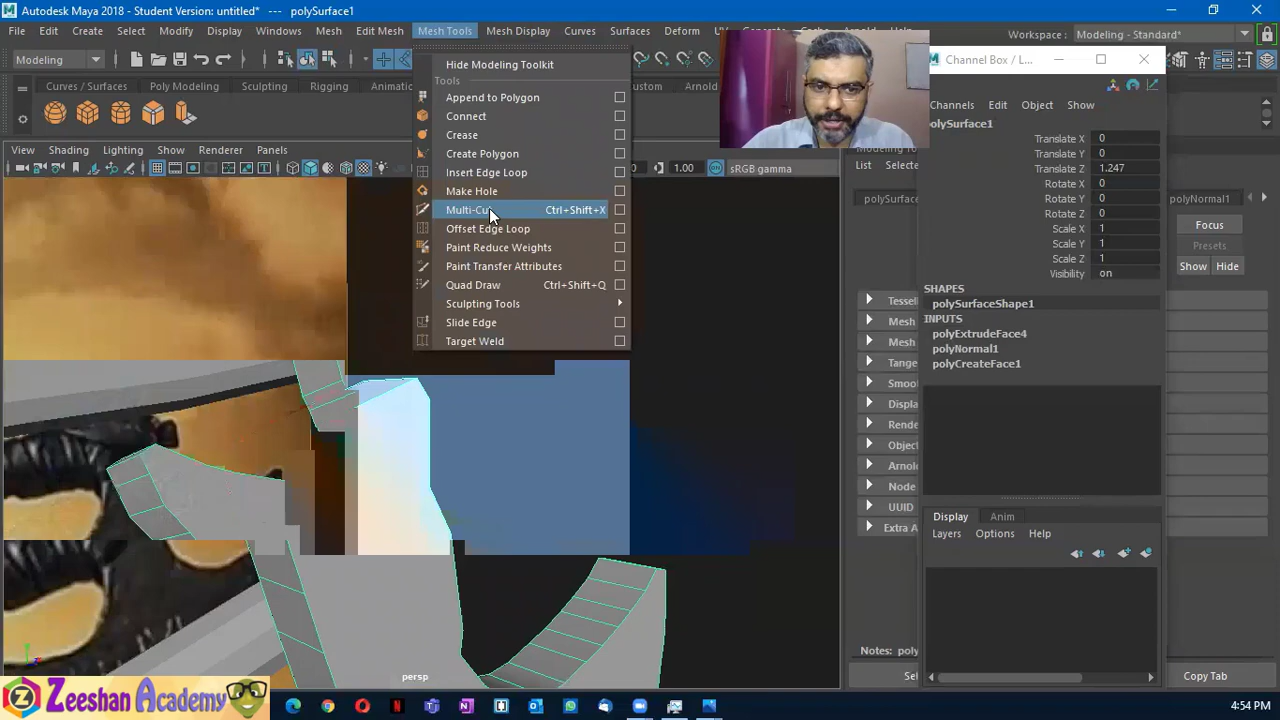 Autodesk Maya 2018 - Student Version: untitled* --- polySurface1
File Edit Create Select Modify Display Windows Mesh Edit Mesh Mesh Tools Mesh Display Curves Surfaces Deform
Workspace : Modeling - Standard*
Modeling
Curves / Surfaces Poly Modeling Sculpting Rigging Arnold
View Shading Lighting Show Renderer Panels
1.00 sRGB gamma
Hide Modeling Toolkit
Tools
Append to Polygon
Connect
Crease
Create Polygon
Insert Edge Loop
Make Hole
Multi-Cut Ctrl+Shift+X
Offset Edge Loop
Paint Reduce Weights
Paint Transfer Attributes
Quad Draw Ctrl+Shift+Q
Sculpting Tools
Slide Edge
Target Weld
persp
List
Focus
Presets
Show Hide
polyNormal1
Mesh
Node
UUID
Extra A
Notes: poly
Copy Tab
Channel Box / L...
Channels Edit Object Show
polySurface1
Translate X 0
Translate Y 0
Translate Z 1.247
Rotate X 0
Rotate Y 0
Rotate Z 0
Scale X 1
Scale Y 1
Scale Z 1
Visibility on
SHAPES
polySurfaceShape1
INPUTS
polyExtrudeFace4
polyNormal1
polyCreateFace1
Display Anim
Layers Options Help
Zeeshan Academy
4:54 PM